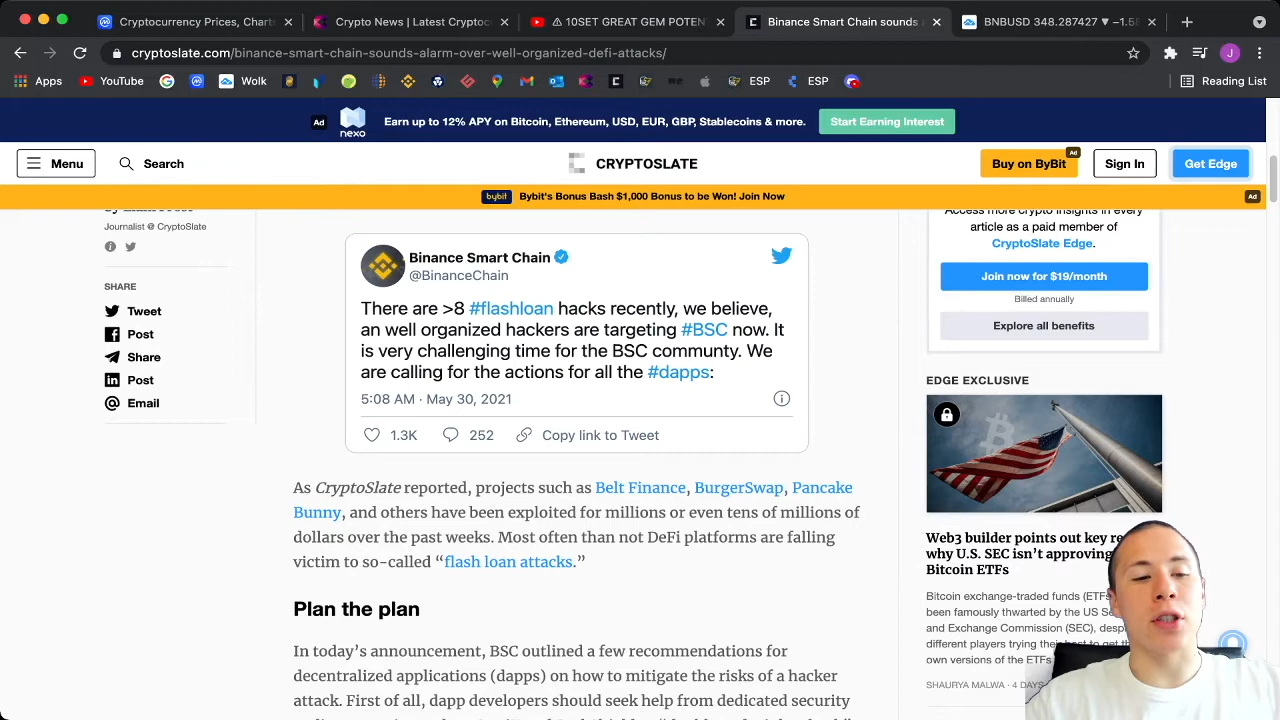 Cryptocurrency Prices, Chart
Crypto News | Latest Cryptoc
⚠ 10SET GREAT GEM POTEN
Binance Smart Chain sounds
BNBUSD 348.287427 ▼ −1.5
cryptoslate.com/binance-smart-chain-sounds-alarm-over-well-organized-defi-attacks/
J
Apps
YouTube
Walk
ESP
ESP
Reading List
Ad
nexo
Earn up to 12% APY on Bitcoin, Ethereum, USD, EUR, GBP, Stablecoins & more.
Start Earning Interest
Menu
Search
CRYPTOSLATE
Buy on ByBit
Ad
Sign In
Get Edge
bybit
Bybit's Bonus Bash $1,000 Bonus to be Won! Join Now
Ad
Journalist @ CryptoSlate
SHARE
Tweet
Post
Share
Post
Email
Binance Smart Chain
@BinanceChain
There are >8 #flashloan hacks recently, we believe,
an well organized hackers are targeting #BSC now. It
is very challenging time for the BSC communty. We
are calling for the actions for all the #dapps:
5:08 AM · May 30, 2021
1.3K
252
Copy link to Tweet
As CryptoSlate reported, projects such as Belt Finance, BurgerSwap, Pancake
Bunny, and others have been exploited for millions or even tens of millions of
dollars over the past weeks. Most often than not DeFi platforms are falling
victim to so-called “flash loan attacks.”
Plan the plan
In today’s announcement, BSC outlined a few recommendations for
decentralized applications (dapps) on how to mitigate the risks of a hacker
attack. First of all, dapp developers should seek help from dedicated security
Access more crypto insights in every
article as a paid member of
CryptoSlate Edge.
Join now for $19/month
Billed annually
Explore all benefits
EDGE EXCLUSIVE
Web3 builder points out key
why U.S. SEC isn’t approving
Bitcoin ETFs
Bitcoin exchange-traded funds (ETFs
been famously thwarted by the US
and Exchange Commission (SEC),
different players trying their best to get
own versions of the ETFs
SHAURYA MALWA · 4 DAYS